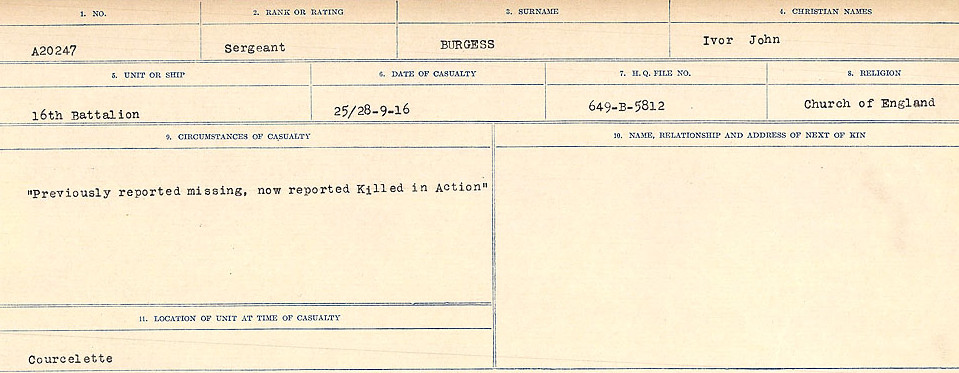 1. NO.
2. RANK OR RATING
3. SURNAME
4. CHRISTIAN NAMES
A20247
Sergeant
BURGESS
Ivor John
5. UNIT OR SHIP
6. DATE OF CASUALTY
7. H. Q. FILE NO.
8. RELIGION
16th Battalion
25/28-9-16
649-B-5812
Church of England
9. CIRCUMSTANCES OF CASUALTY
10. NAME, RELATIONSHIP AND ADDRESS OF NEXT OF KIN
"Previously reported missing, now reported Killed in Action"
11. LOCATION OF UNIT AT TIME OF CASUALTY
Courcelette